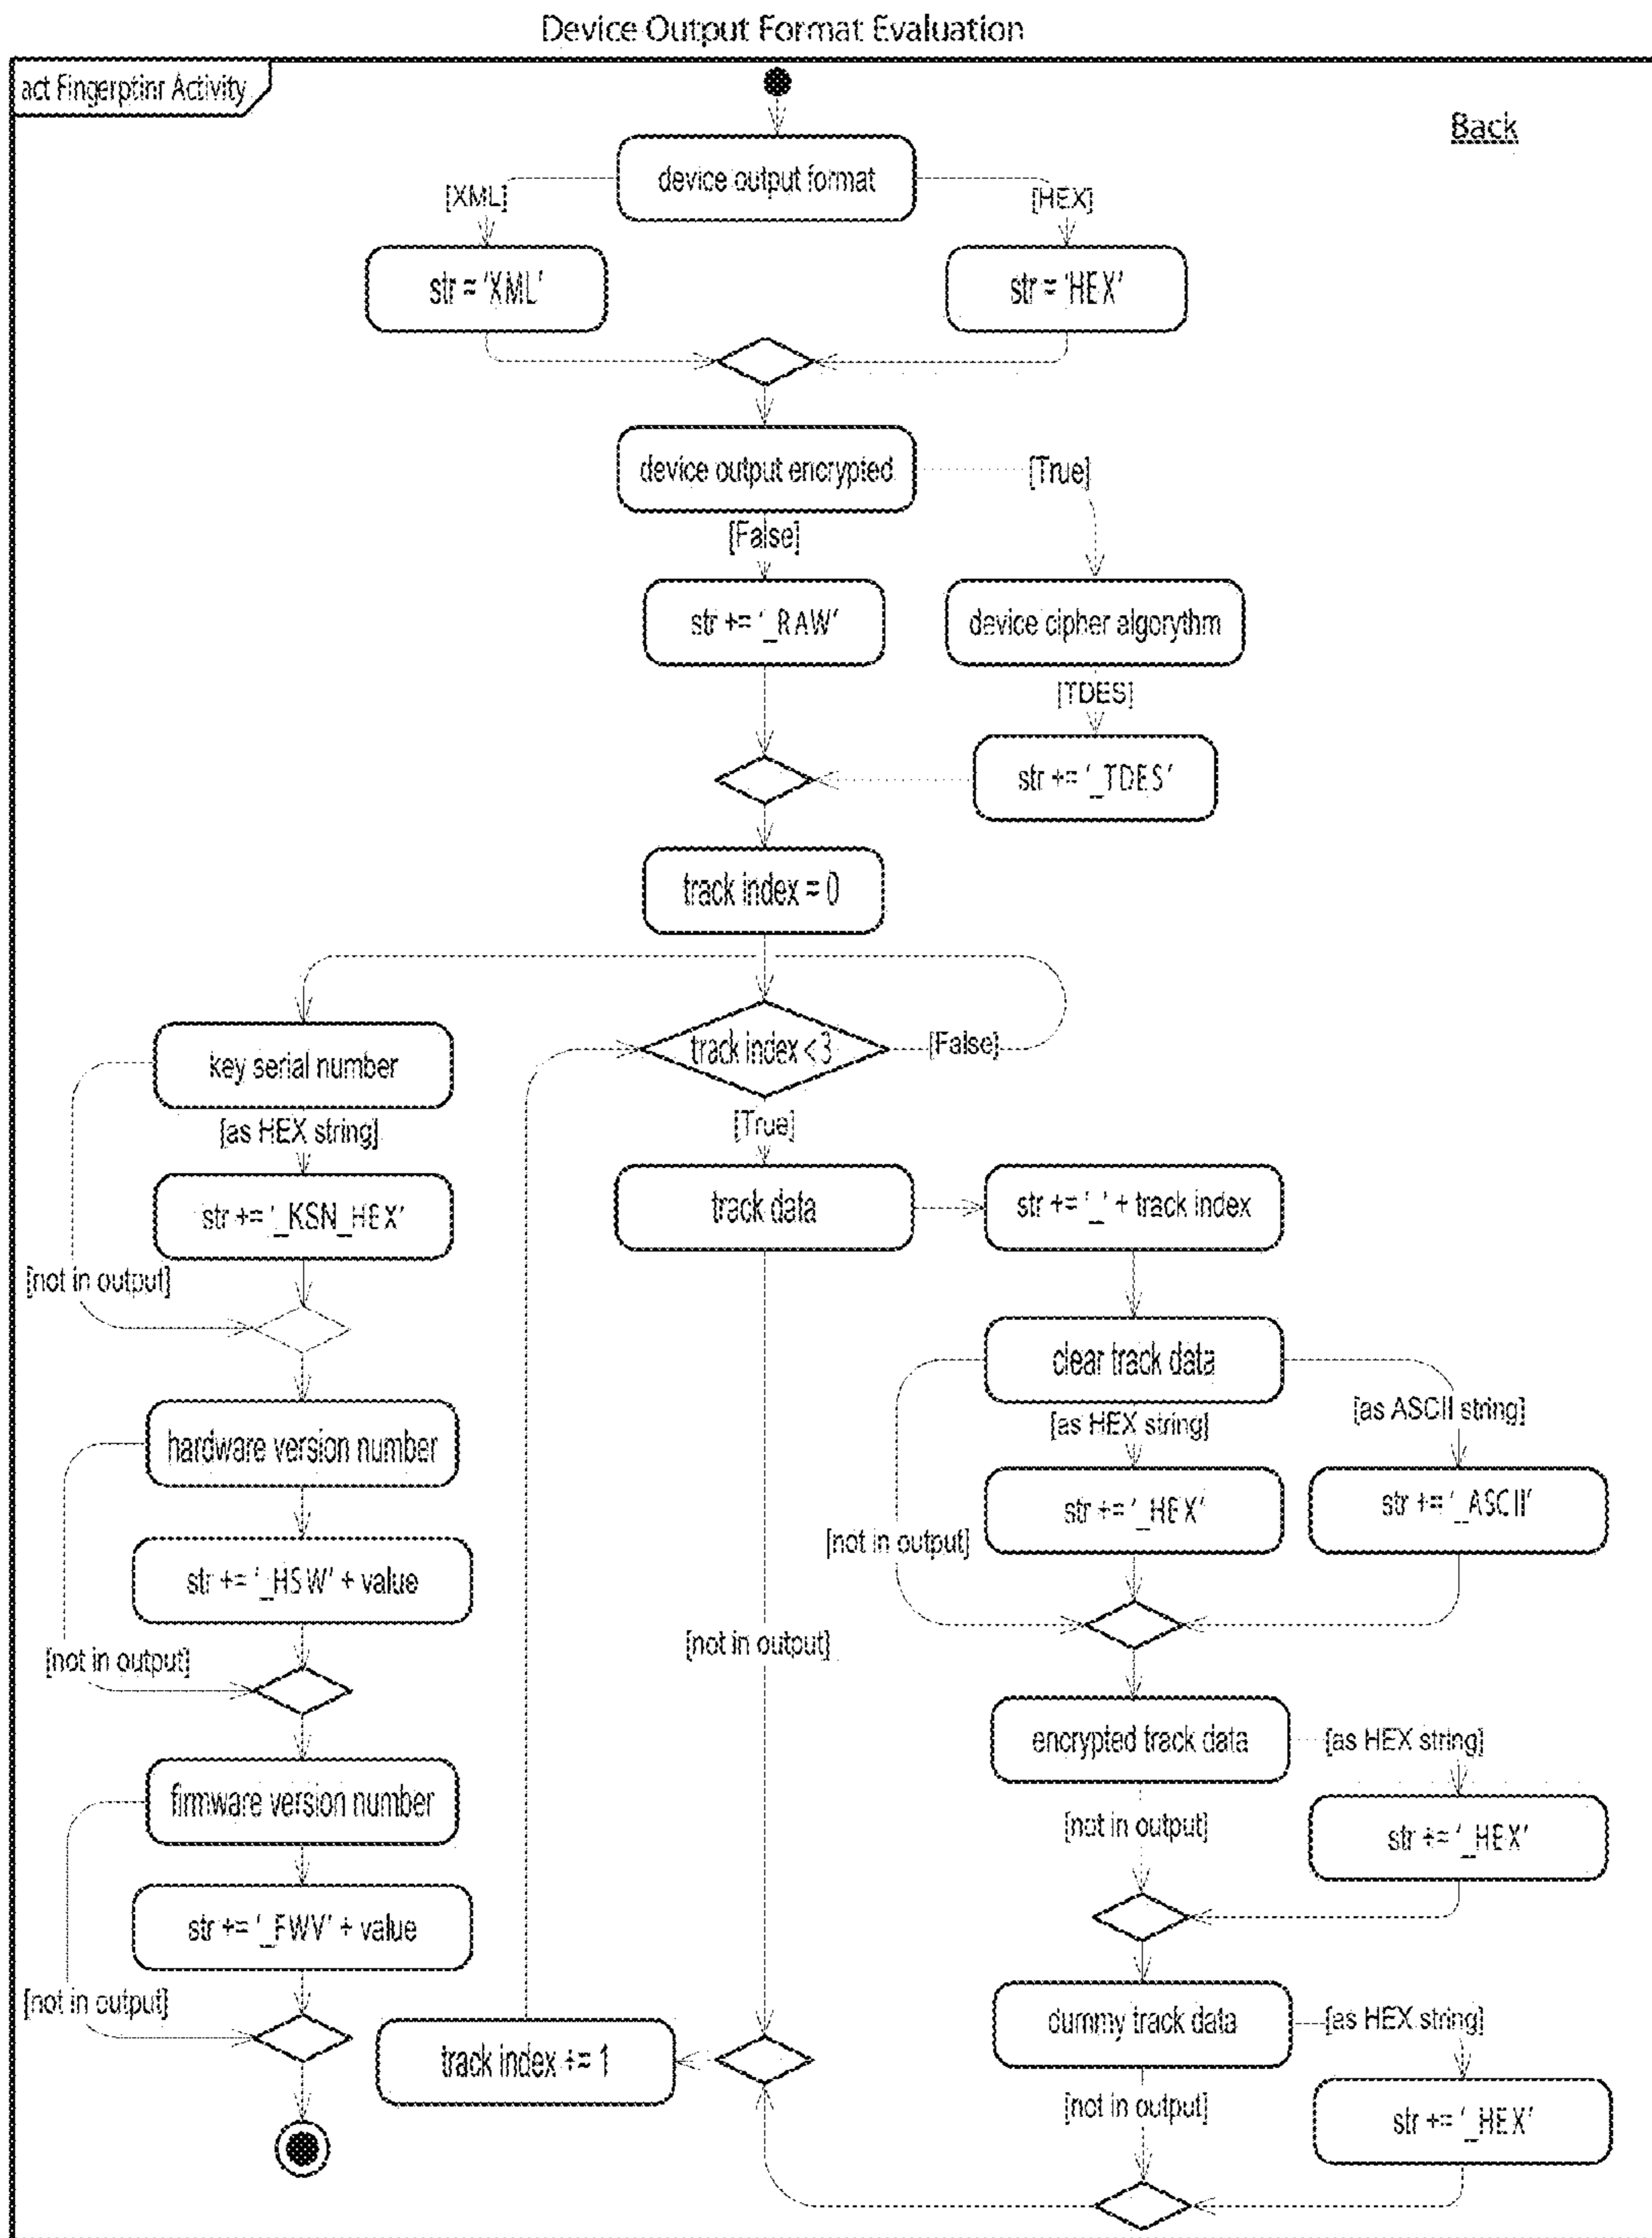 Device Output Format Evaluation
act Fingerptinr Activity
Back
device output format
[XML]
[HEX]
str = 'XML'
str = 'HEX'
device output encrypted
[True]
[False]
str += '_RAW'
device cipher algorythm
[TDES]
str += '_TDES'
track index = 0
track index < 3
[False]
[True]
key serial number
[as HEX string]
str += '_KSN_HEX'
[not in output]
hardware version number
str += '_HSW' + value
[not in output]
firmware version number
str += '_FWV' + value
[not in output]
track data
str += '_' + track index
clear track data
[as HEX string]
[as ASCII string]
str += '_HEX'
str += '_ASCII'
[not in output]
[not in output]
encrypted track data
[as HEX string]
[not in output]
str += '_HEX'
dummy track data
[as HEX string]
[not in output]
str += '_HEX'
track index += 1